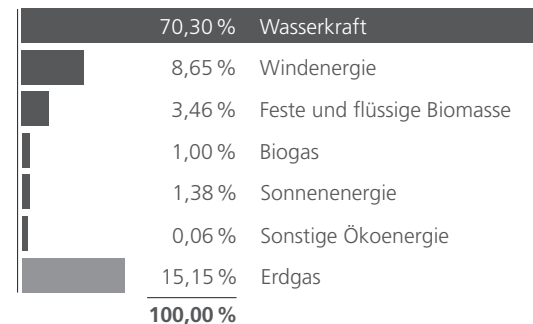 70,30 % Wasserkraft
8,65 % Windenergie
3,46 % Feste und flüssige Biomasse
1,00 % Biogas
1,38 % Sonnenenergie
0,06 % Sonstige Ökoenergie
15,15 % Erdgas
100,00 %